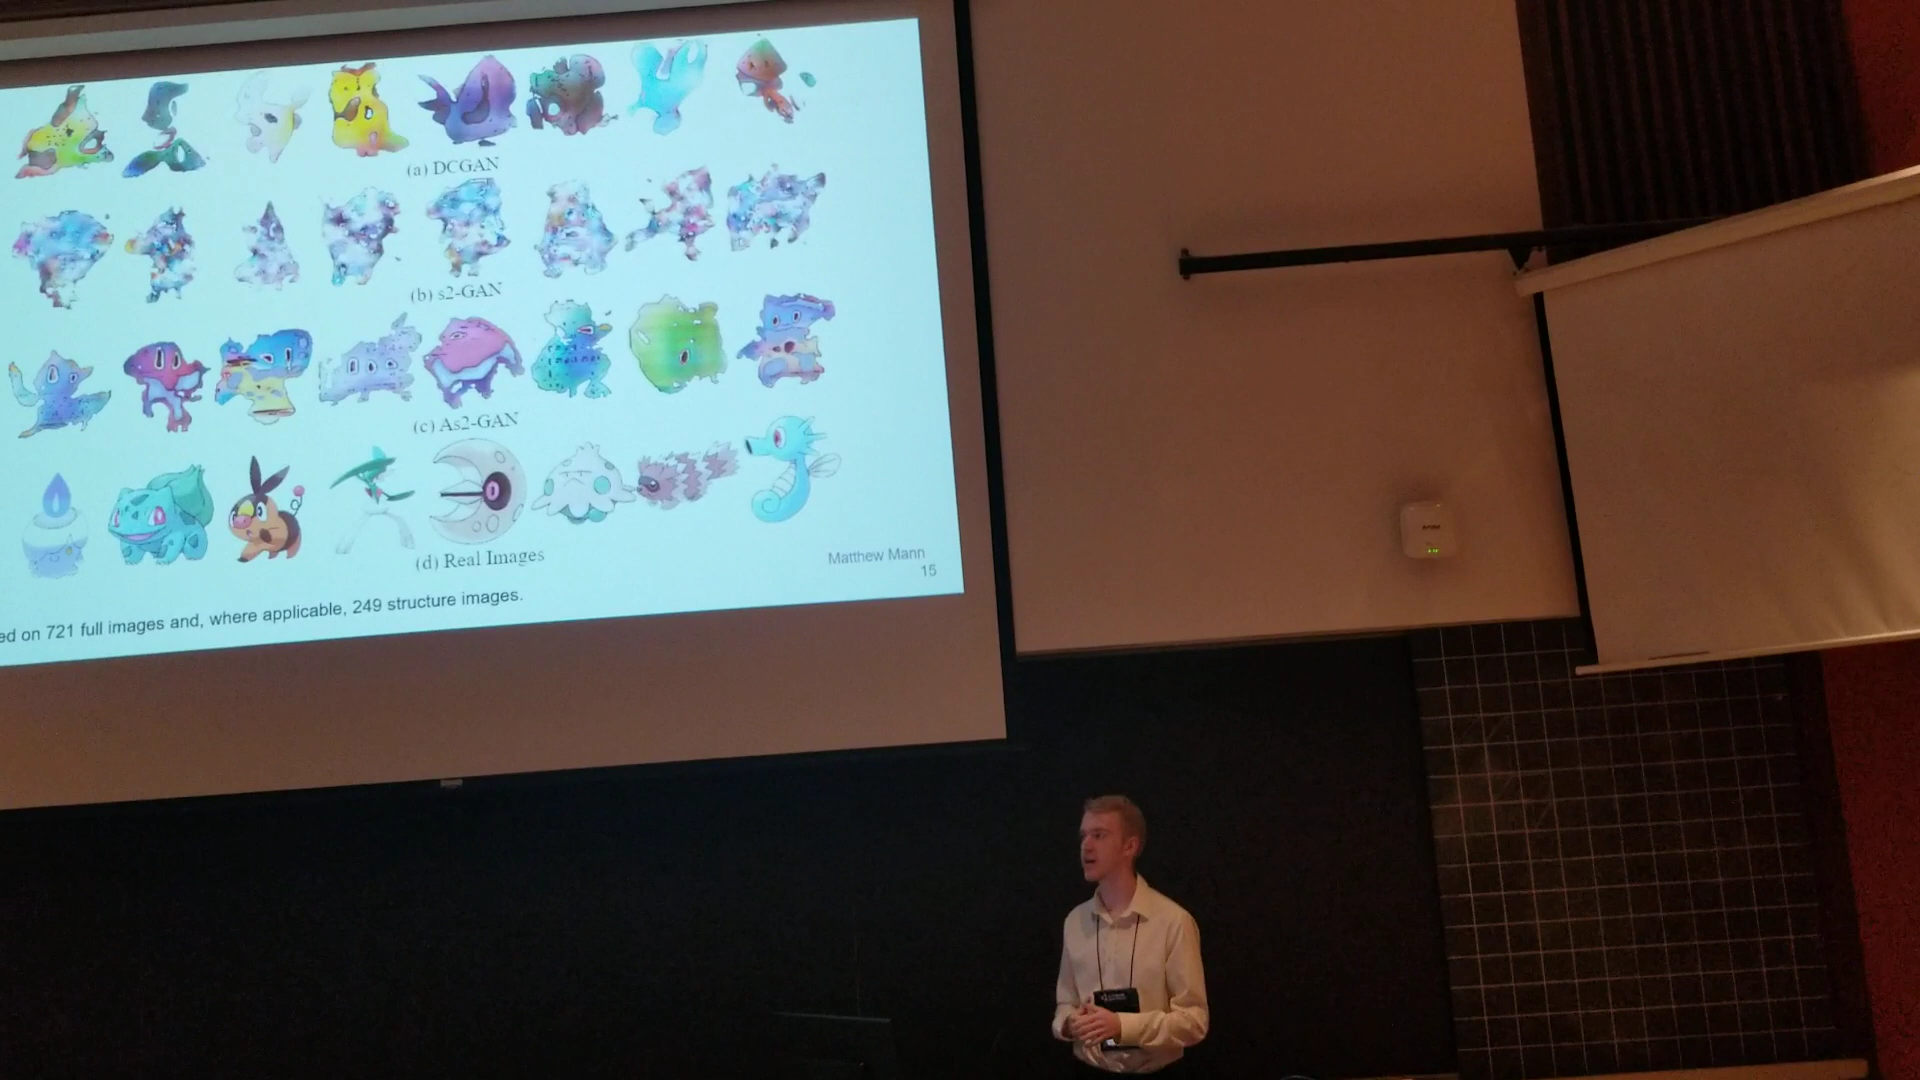 (a) DCGAN
(b) s2-GAN
(c) As2-GAN
(d) Real Images
Matthew Mann
15
ed on 721 full images and, where applicable, 249 structure images.